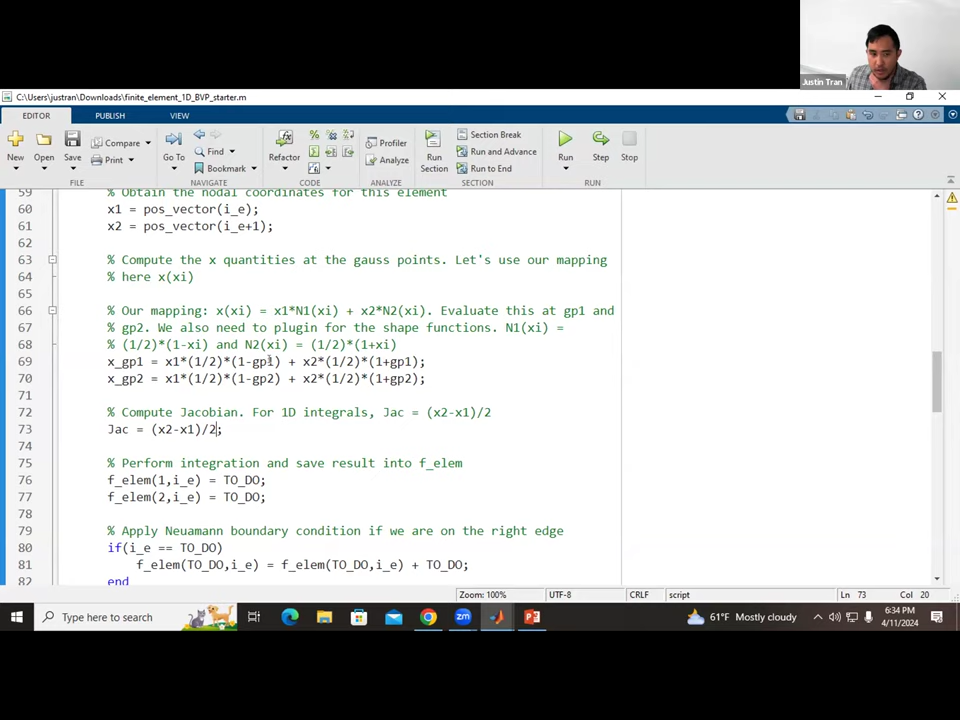 Justin Tran
C:\Users\justran\Downloads\finite_element_1D_BVP_starter.m
EDITOR PUBLISH VIEW
New Open Save Compare Print Go To Find Bookmark Refactor Profiler Analyze Run Section Section Break Run and Advance Run to End Run Step Stop
FILE NAVIGATE CODE ANALYZE SECTION RUN
59 % Obtain the nodal coordinates for this element
60 x1 = pos_vector(i_e);
61 x2 = pos_vector(i_e+1);
62
63 % Compute the x quantities at the gauss points. Let's use our mapping
64 % here x(xi)
65
66 % Our mapping: x(xi) = x1*N1(xi) + x2*N2(xi). Evaluate this at gp1 and
67 % gp2. We also need to plugin for the shape functions. N1(xi) =
68 % (1/2)*(1-xi) and N2(xi) = (1/2)*(1+xi)
69 x_gp1 = x1*(1/2)*(1-gp1) + x2*(1/2)*(1+gp1);
70 x_gp2 = x1*(1/2)*(1-gp2) + x2*(1/2)*(1+gp2);
71
72 % Compute Jacobian. For 1D integrals, Jac = (x2-x1)/2
73 Jac = (x2-x1)/2;
74
75 % Perform integration and save result into f_elem
76 f_elem(1,i_e) = TO_DO;
77 f_elem(2,i_e) = TO_DO;
78
79 % Apply Neuamann boundary condition if we are on the right edge
80 if(i_e == TO_DO)
81 f_elem(TO_DO,i_e) = f_elem(TO_DO,i_e) + TO_DO;
82 end
Zoom: 100% UTF-8 CRLF script Ln 73 Col 20
Type here to search
61°F Mostly cloudy
6:34 PM
4/11/2024